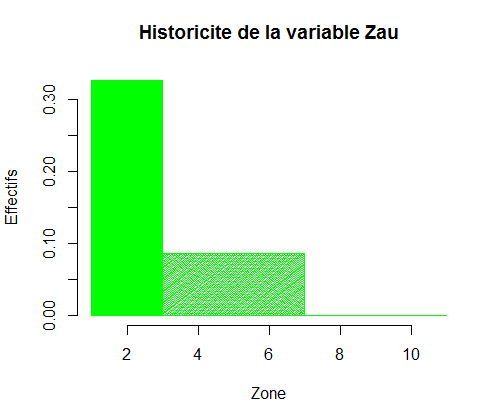 Historicite de la variable Zau
Effectifs
0.30
0.20
0.10
0.00
2 4 6 8 10
Zone